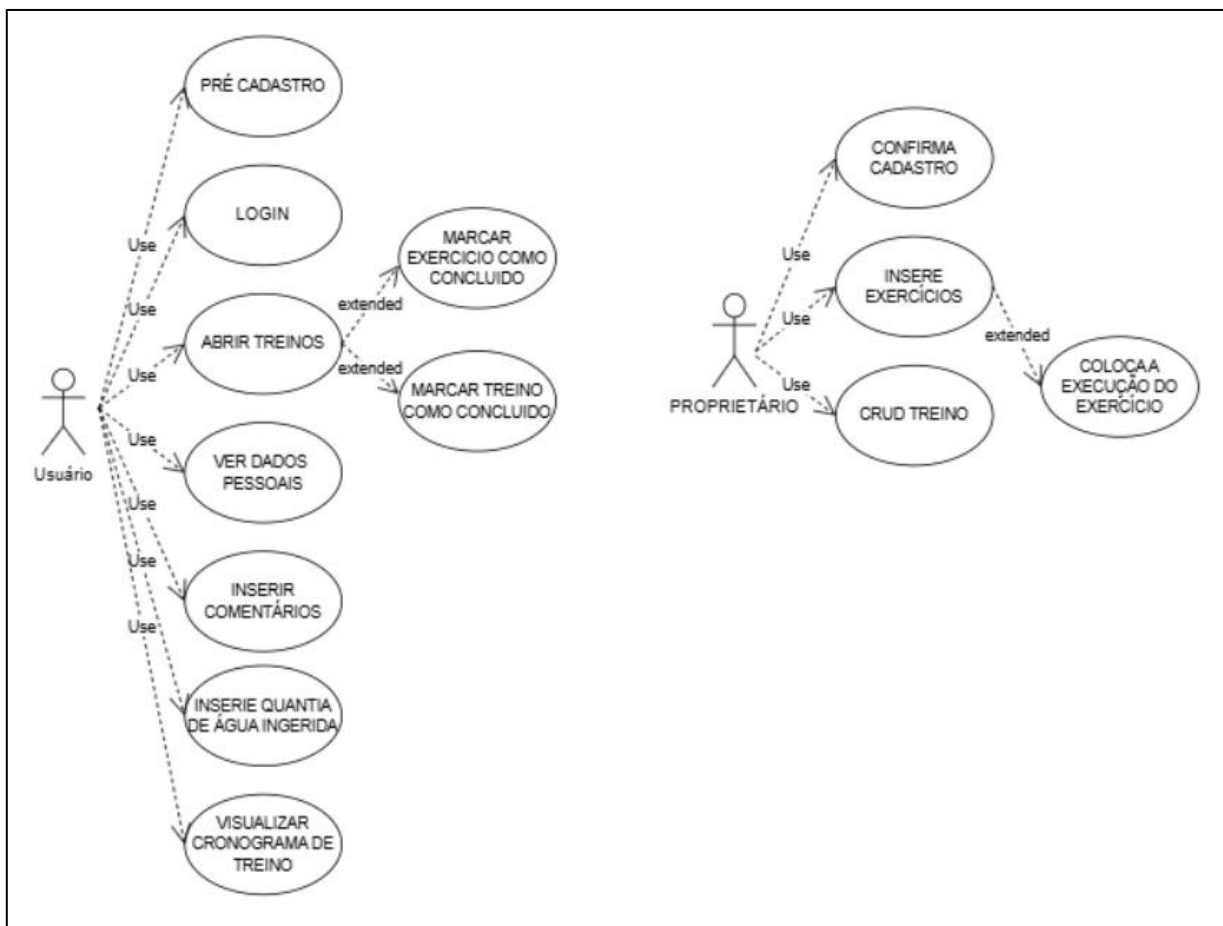 PRÉ CADASTRO
LOGIN
ABRIR TREINOS
VER DADOS
PESSOAIS
INSERIR
COMENTÁRIOS
INSERIE QUANTIA
DE ÁGUA INGERIDA
VISUALIZAR
CRONOGRAMA DE
TREINO
Use
Use
Use
Use
Use
Use
Use
Usuário
extended
extended
MARCAR
EXERCICIO COMO
CONCLUIDO
MARCAR TREINO
COMO CONCLUIDO
CONFIRMA
CADASTRO
INSERE
EXERCÍCIOS
CRUD TREINO
Use
Use
Use
PROPRIETÁRIO
extended
COLOCA A
EXECUÇÃO DO
EXERCÍCIO